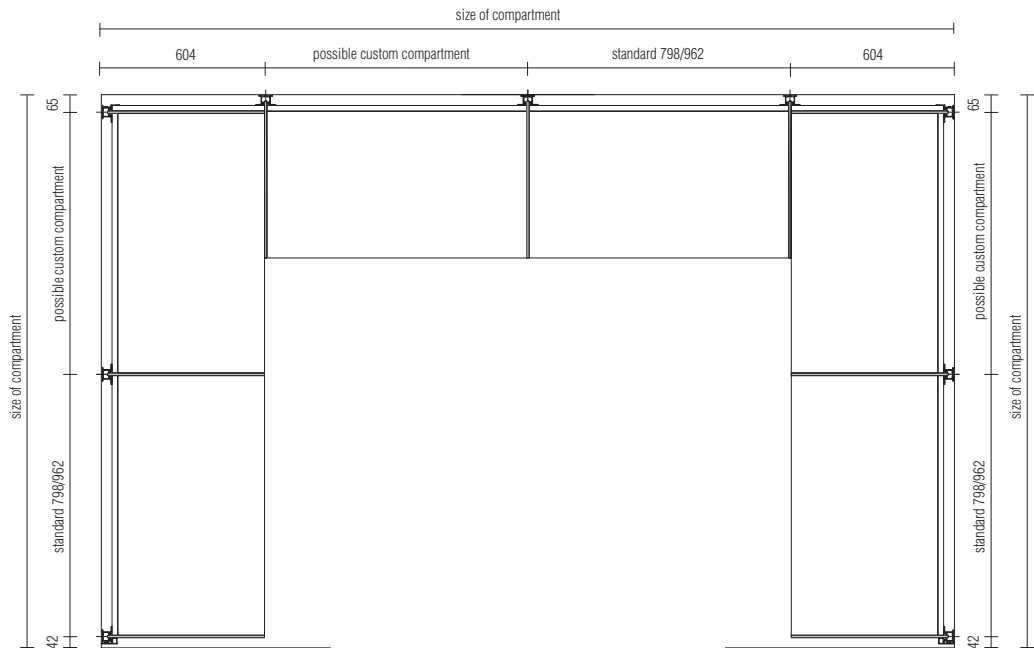 size of compartment
604
possible custom compartment
standard 798/962
604
65
possible custom compartment
size of compartment
standard 798/962
42
65
possible custom compartment
size of compartment
standard 798/962
42